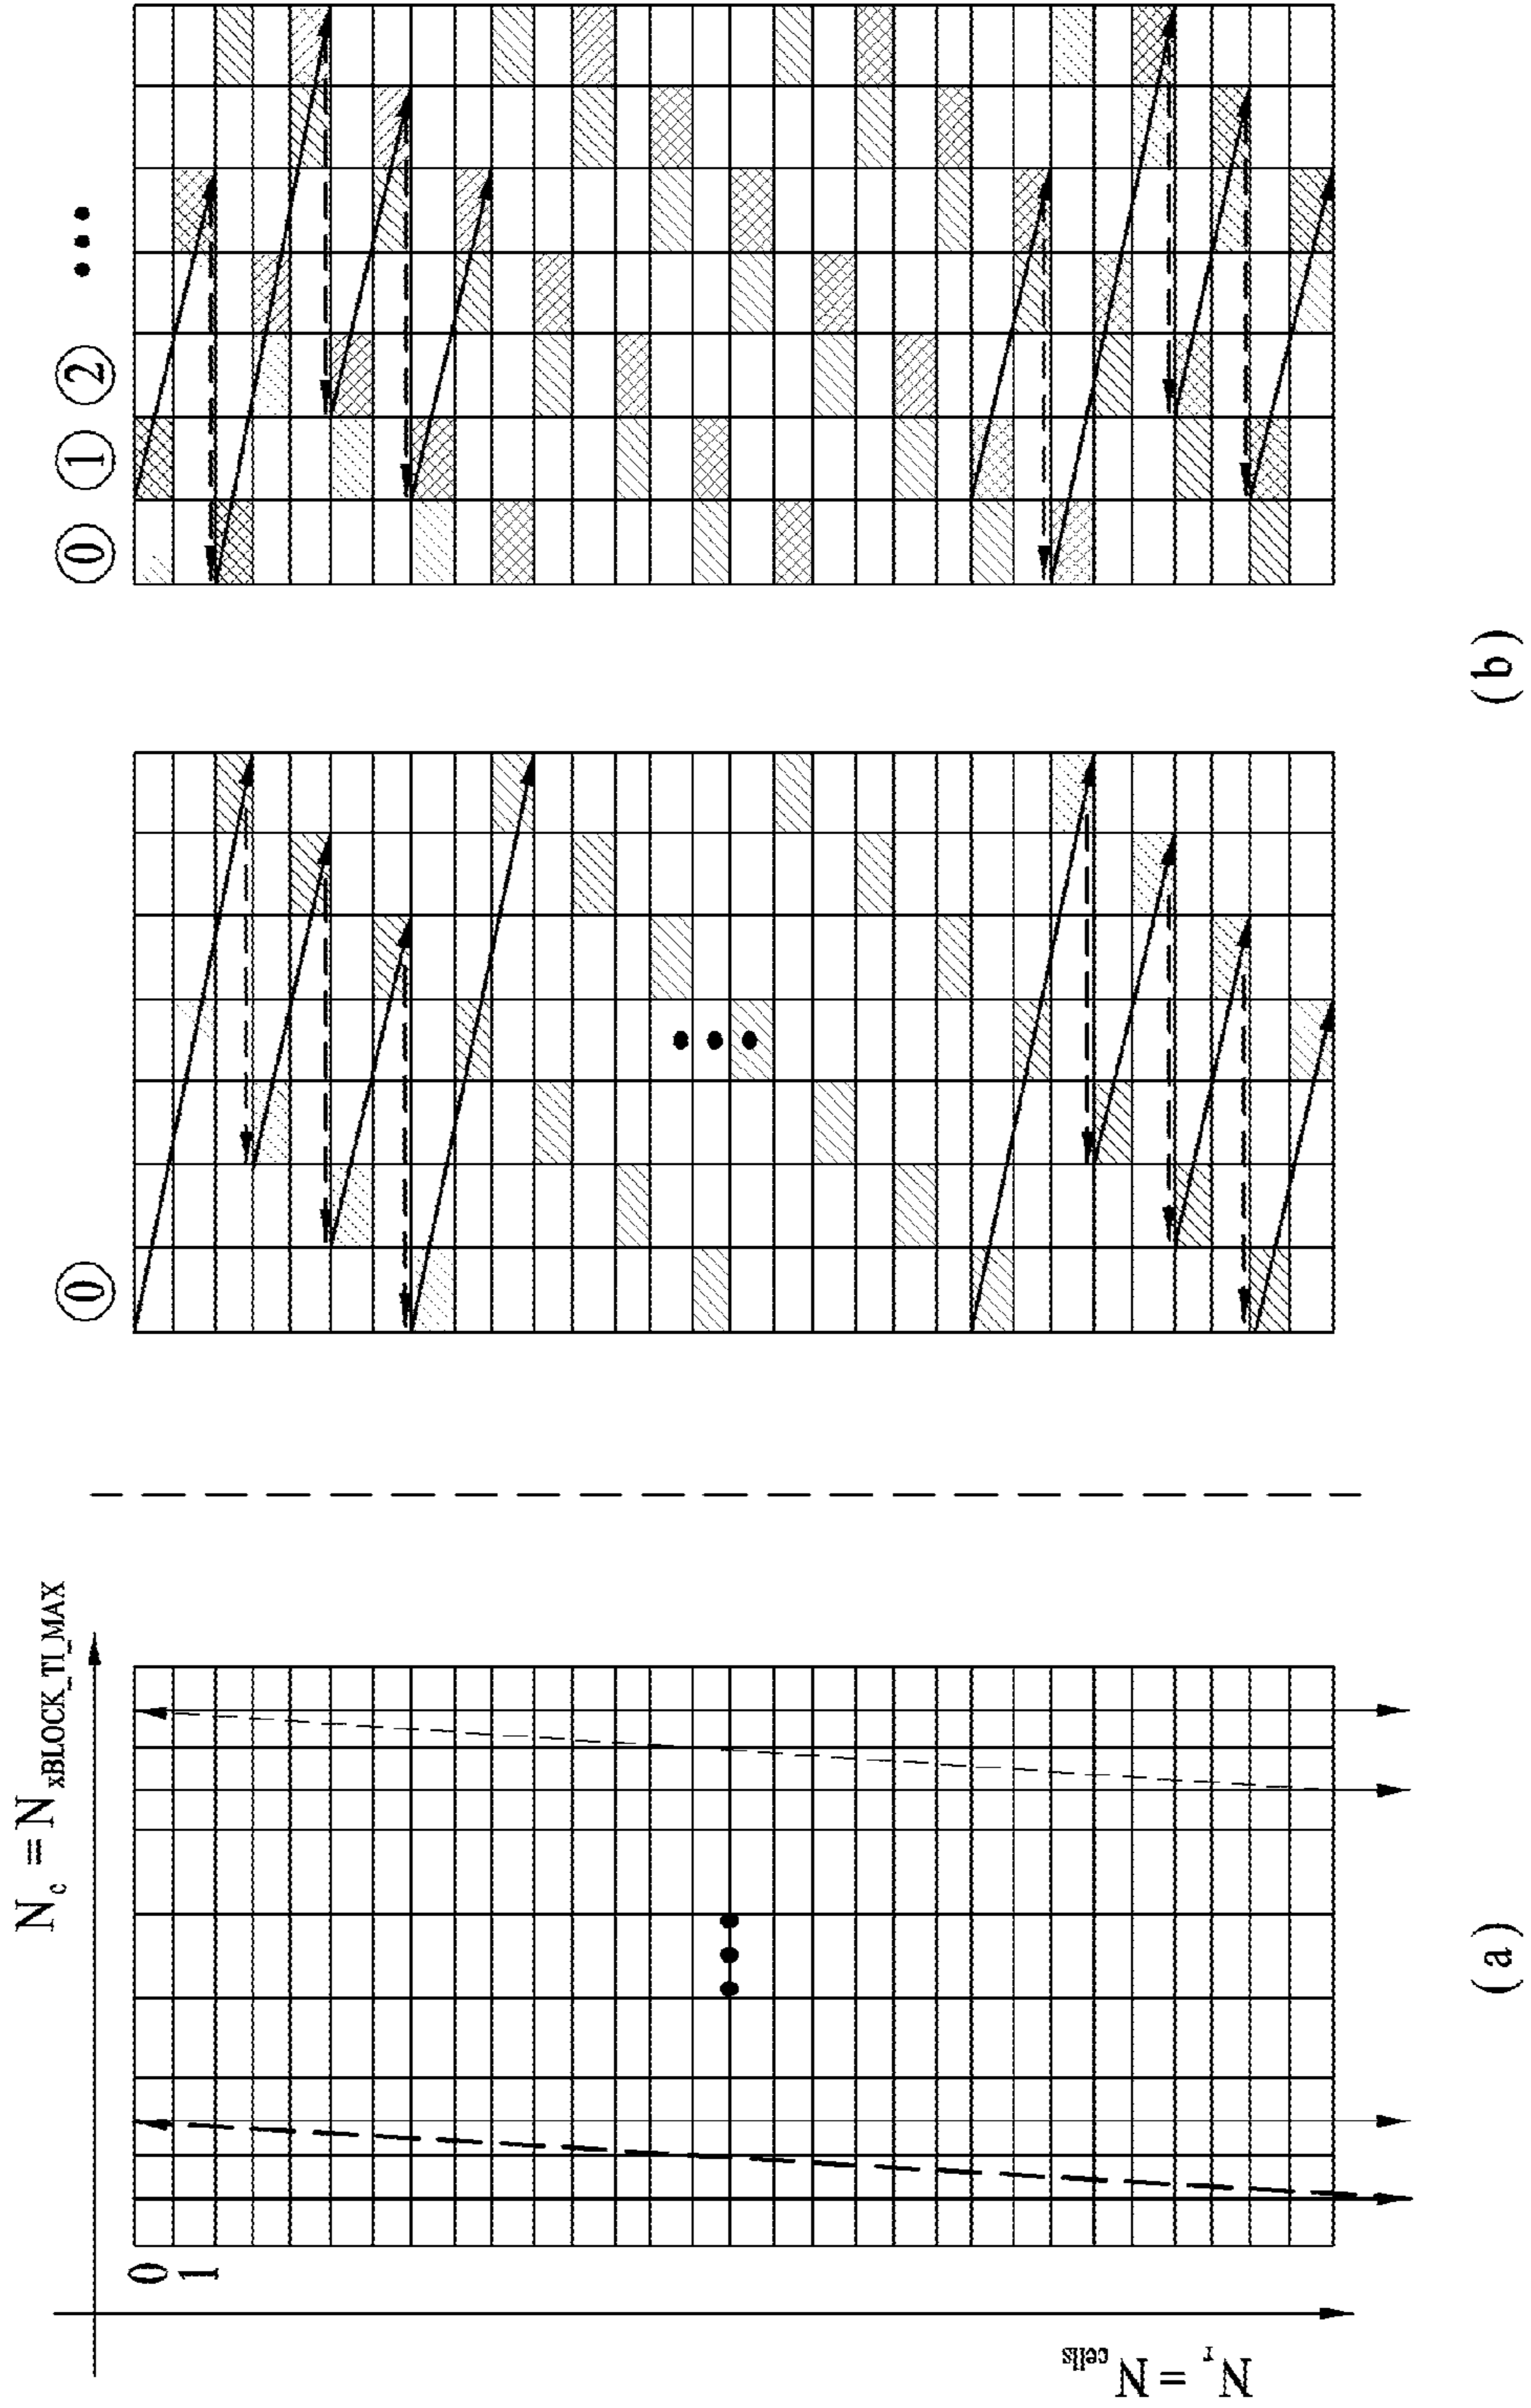 N_c = N_xBLOCK_TI_MAX
0
1
N_r = N_cells
(a)
⓪
⓪ ① ② •••
(b)